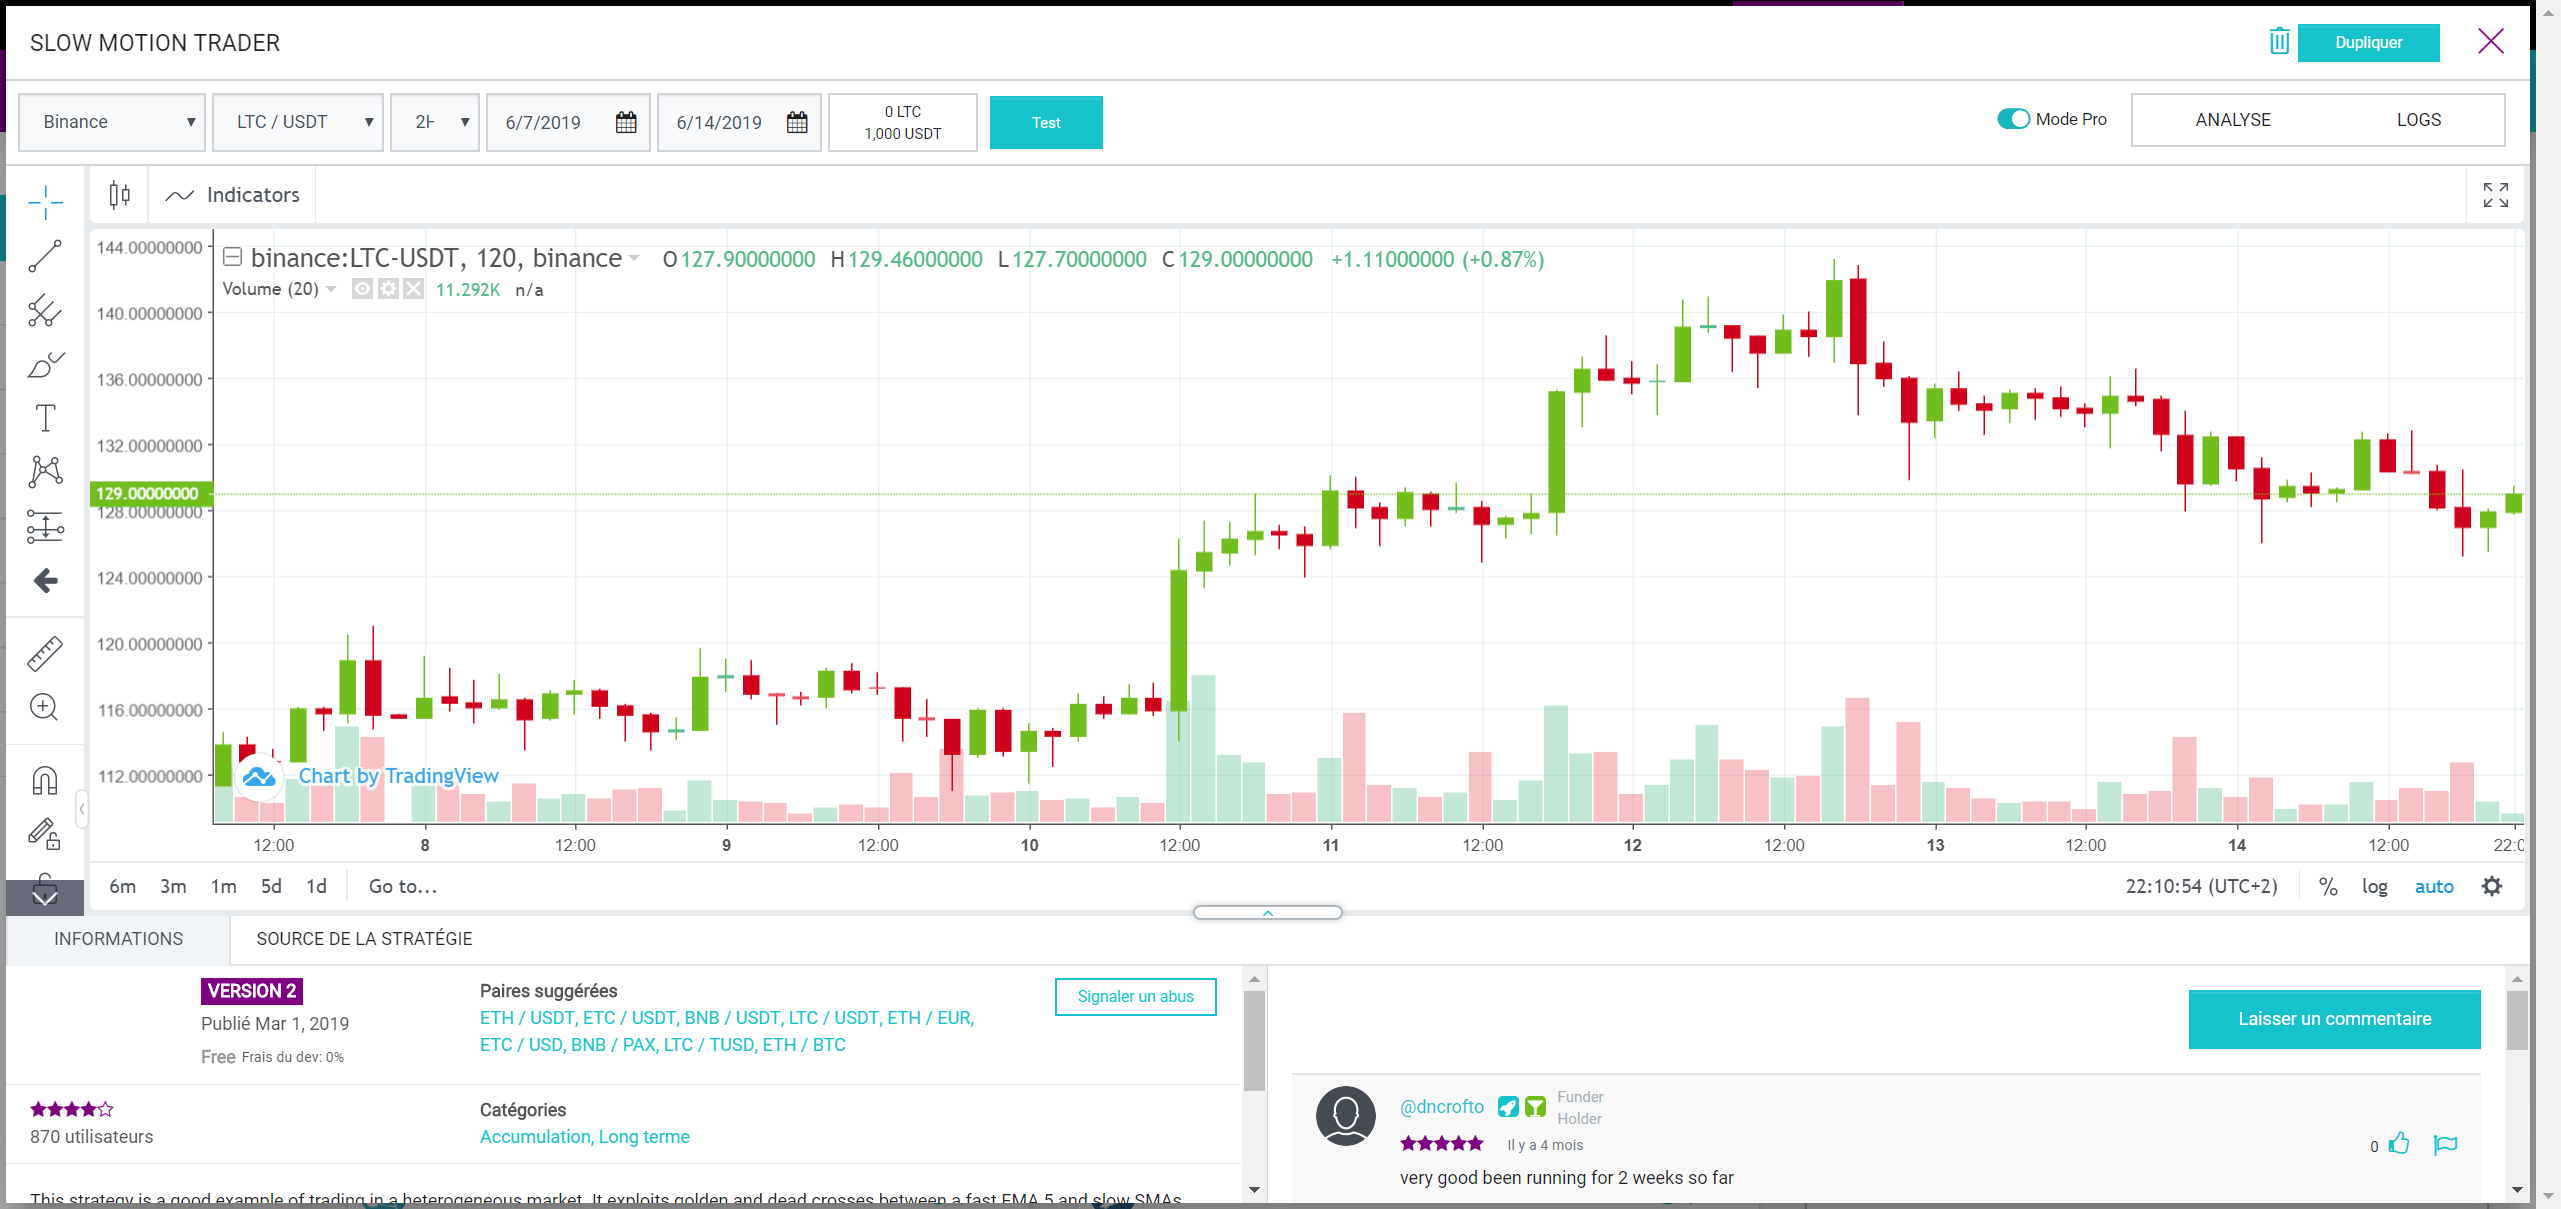 SLOW MOTION TRADER
Dupliquer
Binance
LTC / USDT
6/7/2019
6/14/2019
0 LTC
1,000 USDT
Test
Mode Pro
ANALYSE
LOGS
Indicators
binance:LTC-USDT, 120, binance O 127.90000000 H 129.46000000 L 127.70000000 C 129.00000000 +1.11000000 (+0.87%)
Volume (20) 11.292K n/a
144.00000000
140.00000000
136.00000000
132.00000000
129.00000000
128.00000000
124.00000000
120.00000000
116.00000000
112.00000000
Chart by TradingView
12:00 8 12:00 9 12:00 10 12:00 11 12:00 12 12:00 13 12:00 14 12:00
6m 3m 1m 5d 1d Go to...
22:10:54 (UTC+2) % log auto
INFORMATIONS
SOURCE DE LA STRATÉGIE
VERSION 2
Publié Mar 1, 2019
Free Frais du dev: 0%
Paires suggérées
ETH / USDT, ETC / USDT, BNB / USDT, LTC / USDT, ETH / EUR,
ETC / USD, BNB / PAX, LTC / TUSD, ETH / BTC
Signaler un abus
870 utilisateurs
Catégories
Accumulation, Long terme
This strategy is a good example of trading in a heterogeneous market. It exploits golden and dead crosses between a fast EMA 5 and slow SMAs
Laisser un commentaire
@dncrofto
Funder
Holder
Il y a 4 mois
0
very good been running for 2 weeks so far